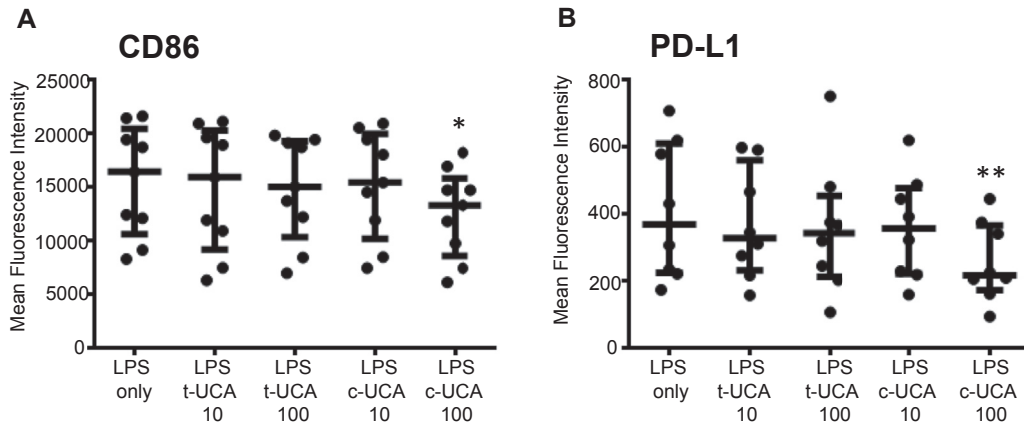 A
CD86
Mean Fluorescence Intensity
25000
20000
15000
10000
5000
0
*
LPS only
LPS t-UCA 10
LPS t-UCA 100
LPS c-UCA 10
LPS c-UCA 100
B
PD-L1
Mean Fluorescence Intensity
800
600
400
200
0
**
LPS only
LPS t-UCA 10
LPS t-UCA 100
LPS c-UCA 10
LPS c-UCA 100